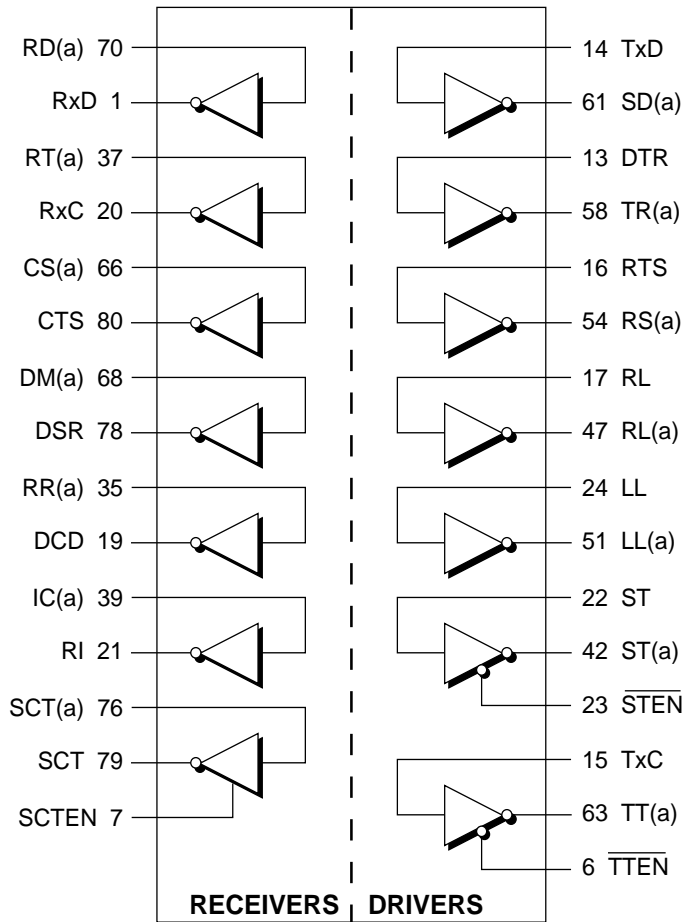 RD(a) 70
RxD 1
RT(a) 37
RxC 20
CS(a) 66
CTS 80
DM(a) 68
DSR 78
RR(a) 35
DCD 19
IC(a) 39
RI 21
SCT(a) 76
SCT 79
SCTEN 7
14 TxD
61 SD(a)
13 DTR
58 TR(a)
16 RTS
54 RS(a)
17 RL
47 RL(a)
24 LL
51 LL(a)
22 ST
42 ST(a)
23 S̅T̅E̅N̅
15 TxC
63 TT(a)
6 T̅T̅E̅N̅
RECEIVERS DRIVERS